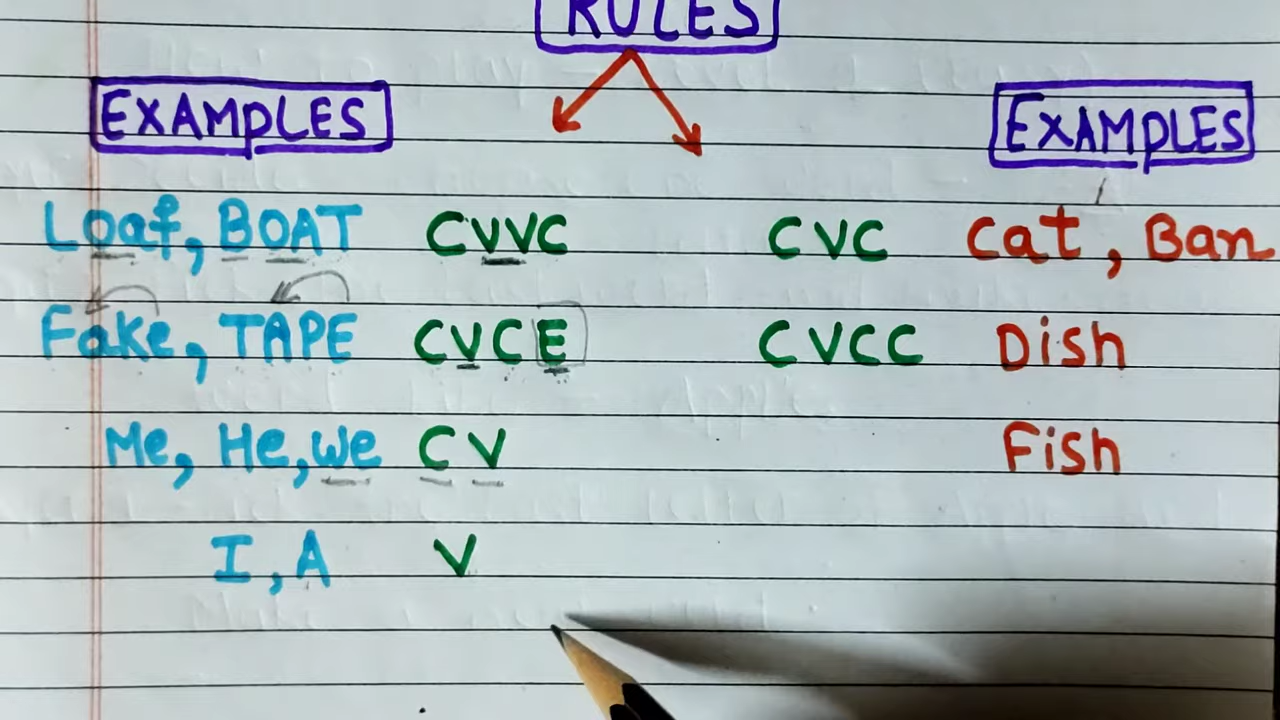 RULES
EXAMPLES EXAMPLES
Loaf, BOAT CVVC CVC Cat, Ban
Fake, TAPE CVCE CVCC Dish
Me, He, We CV Fish
I, A V